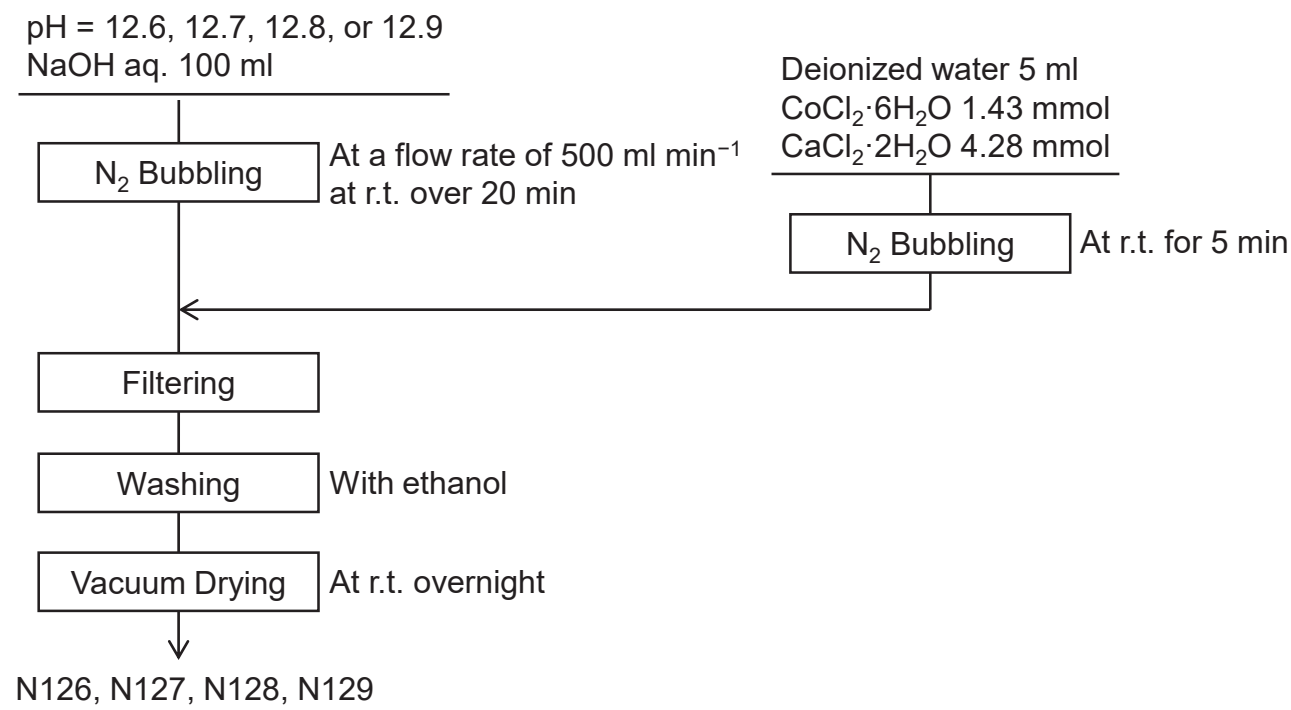 pH = 12.6, 12.7, 12.8, or 12.9
NaOH aq. 100 ml
N₂ Bubbling
At a flow rate of 500 ml min⁻¹
at r.t. over 20 min
Deionized water 5 ml
CoCl₂·6H₂O 1.43 mmol
CaCl₂·2H₂O 4.28 mmol
N₂ Bubbling
At r.t. for 5 min
Filtering
Washing
With ethanol
Vacuum Drying
At r.t. overnight
N126, N127, N128, N129